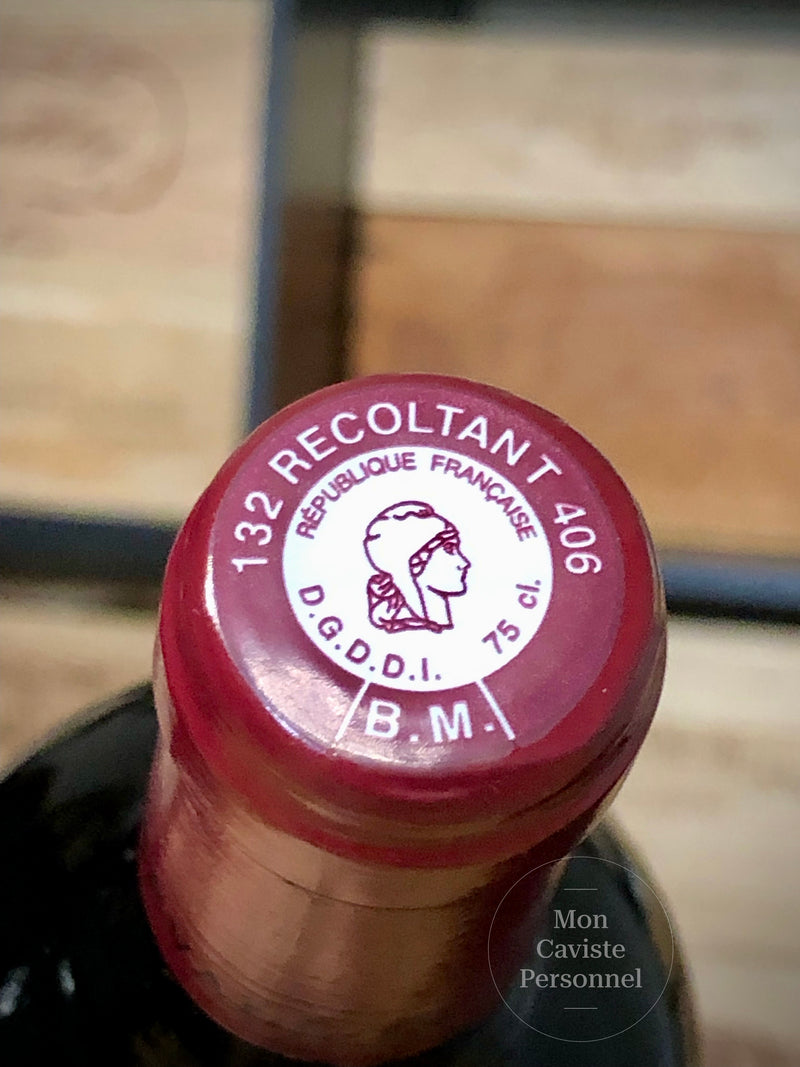 132 RECOLTANT 406
RÉPUBLIQUE FRANÇAISE
D.G.D.D.I. 75 cl.
B.M.
Mon
Caviste
Personnel